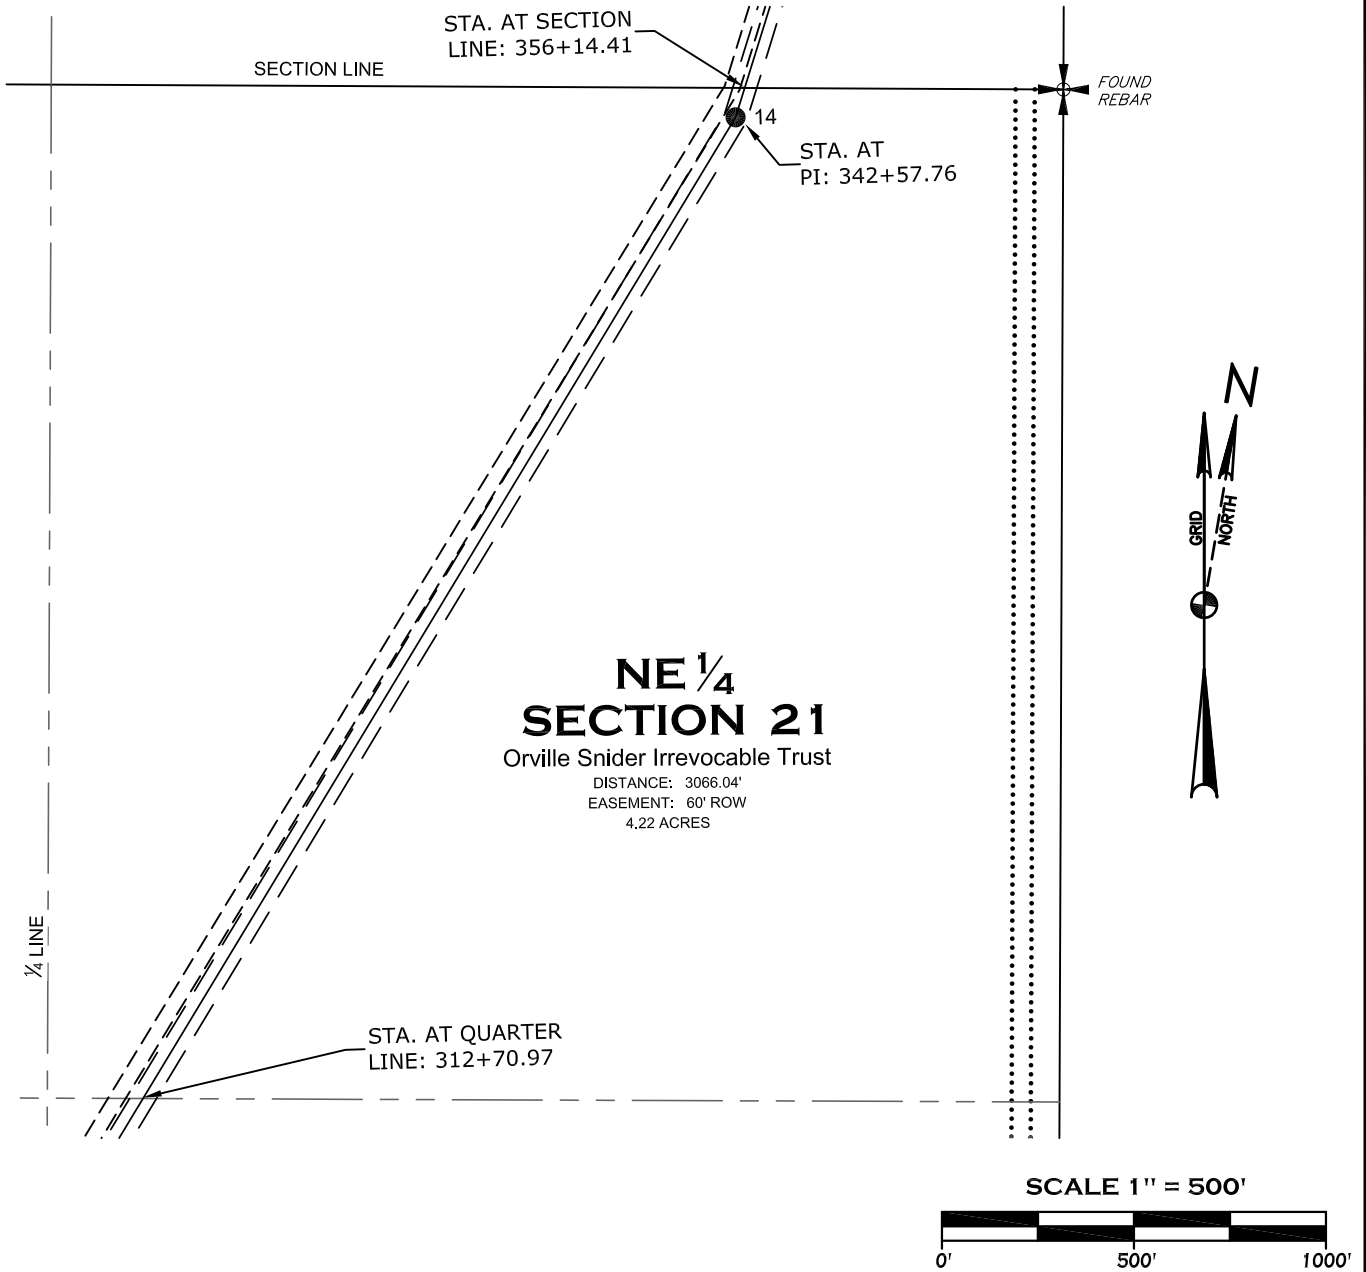 STA. AT SECTION
LINE: 356+14.41
SECTION LINE
FOUND
REBAR
14
STA. AT
PI: 342+57.76
N
GRID
NORTH
NE 1/4
SECTION 21
Orville Snider Irrevocable Trust
DISTANCE: 3066.04'
EASEMENT: 60' ROW
4.22 ACRES
1/4 LINE
STA. AT QUARTER
LINE: 312+70.97
SCALE 1" = 500'
0' 500' 1000'